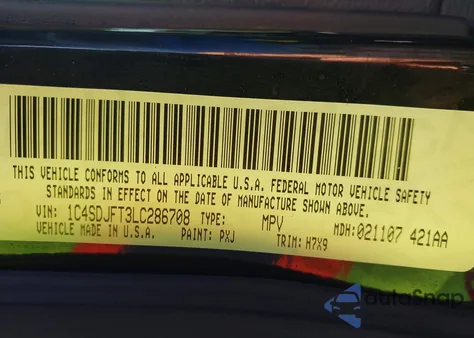 THIS VEHICLE CONFORMS TO ALL APPLICABLE U.S.A. FEDERAL MOTOR VEHICLE SAFETY
STANDARDS IN EFFECT ON THE DATE OF MANUFACTURE SHOWN ABOVE.
VIN: 1C4SDJFT3LC286708 TYPE: MPV MDH:021107 421AA
VEHICLE MADE IN U.S.A. PAINT: PXJ TRIM: H7X9
autoSnap